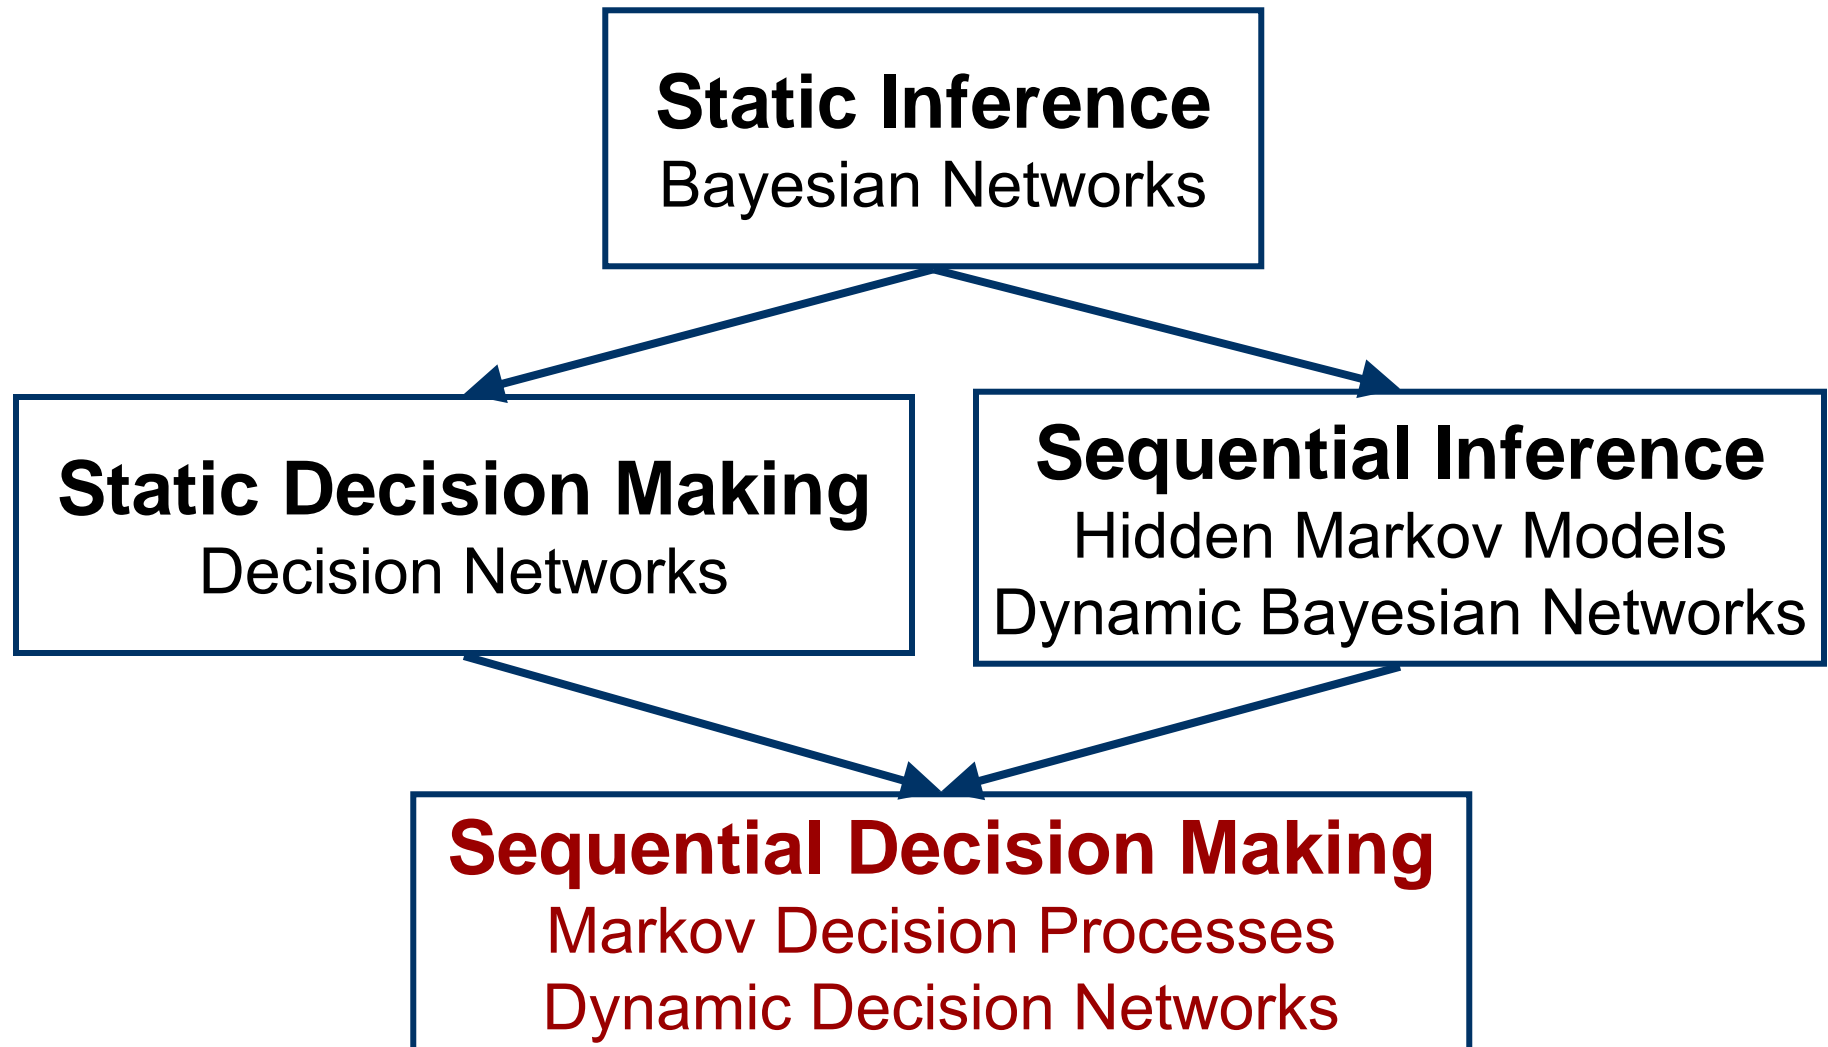 Static Inference
Bayesian Networks
Static Decision Making
Decision Networks
Sequential Inference
Hidden Markov Models
Dynamic Bayesian Networks
Sequential Decision Making
Markov Decision Processes
Dynamic Decision Networks